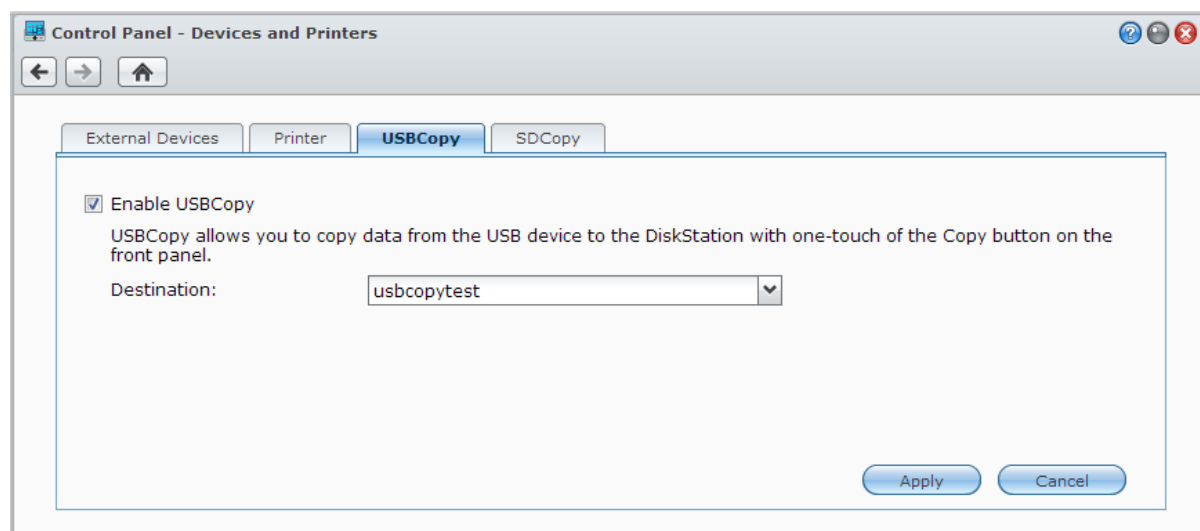 Control Panel - Devices and Printers
External Devices
Printer
USBCopy
SDCopy
Enable USBCopy
USBCopy allows you to copy data from the USB device to the DiskStation with one-touch of the Copy button on the
front panel.
Destination:
usbcopytest
Apply
Cancel